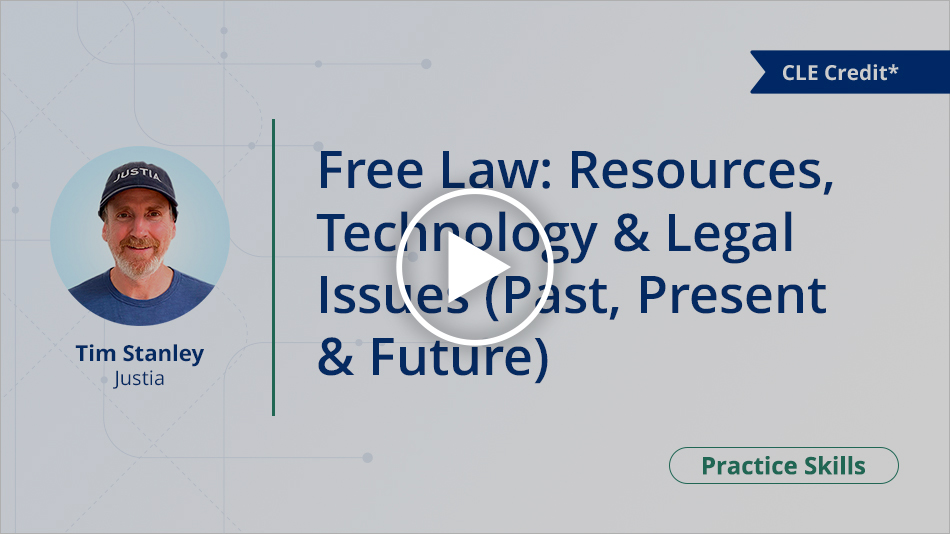 CLE Credit*
JUSTIA
Free Law: Resources,
Technology & Legal
Issues (Past, Present
& Future)
Tim Stanley
Justia
Practice Skills